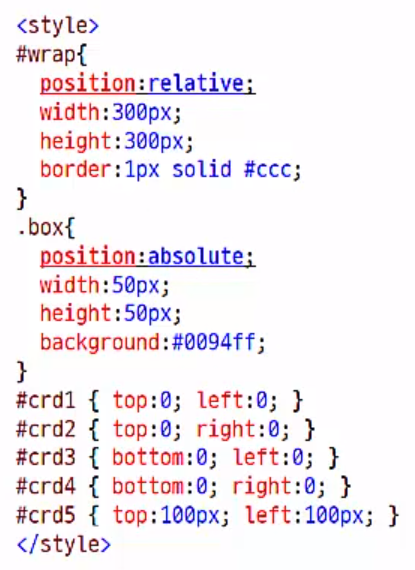 <style>
#wrap{
position:relative;
width:300px;
height:300px;
border:1px solid #ccc;
}
.box{
position:absolute;
width:50px;
height:50px;
background:#0094ff;
}
#crd1 { top:0; left:0; }
#crd2 { top:0; right:0; }
#crd3 { bottom:0; left:0; }
#crd4 { bottom:0; right:0; }
#crd5 { top:100px; left:100px; }
</style>